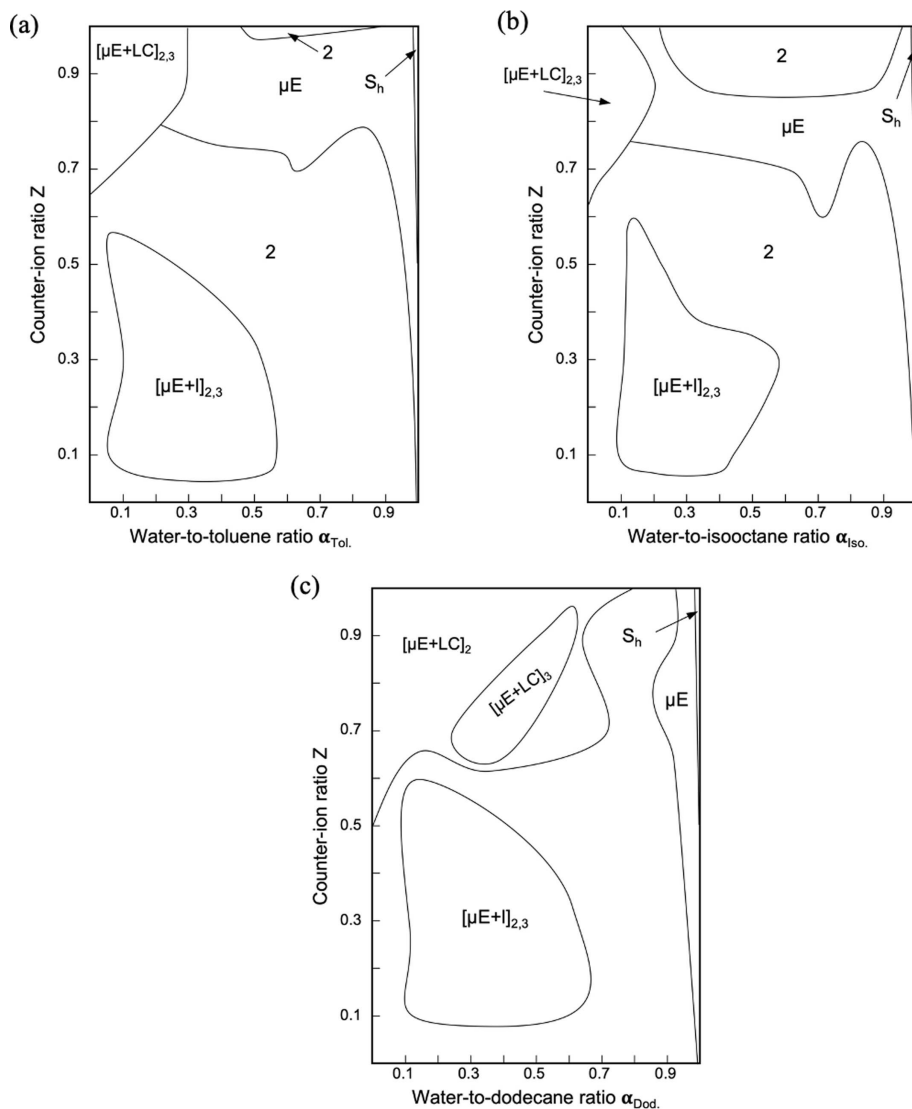 (a)
[μE+LC]2,3
2
μE
Sh
0.9
0.7
0.5
0.3
0.1
Counter-ion ratio Z
2
[μE+I]2,3
0.1 0.3 0.5 0.7 0.9
Water-to-toluene ratio αTol.
(b)
[μE+LC]2,3
2
μE
Sh
0.9
0.7
0.5
0.3
0.1
Counter-ion ratio Z
2
[μE+I]2,3
0.1 0.3 0.5 0.7 0.9
Water-to-isooctane ratio αIso.
(c)
[μE+LC]2
[μE+LC]3
Sh
μE
0.9
0.7
0.5
0.3
0.1
Counter-ion ratio Z
[μE+I]2,3
0.1 0.3 0.5 0.7 0.9
Water-to-dodecane ratio αDod.